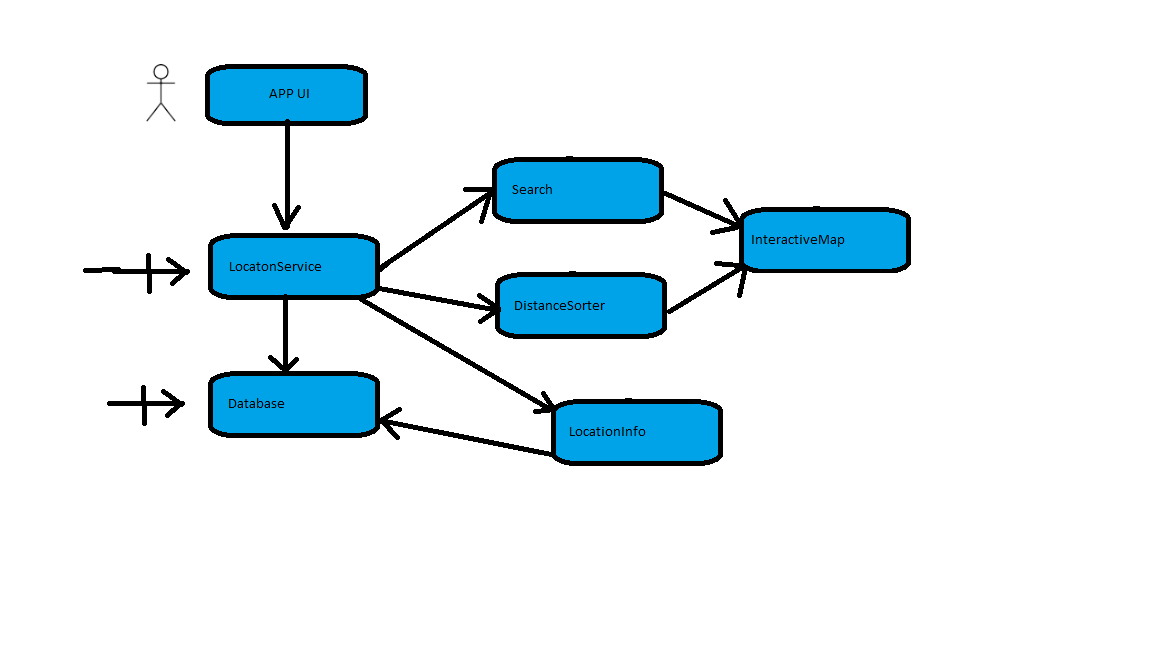 APP UI
Search
InteractiveMap
LocatonService
DistanceSorter
Database
LocationInfo